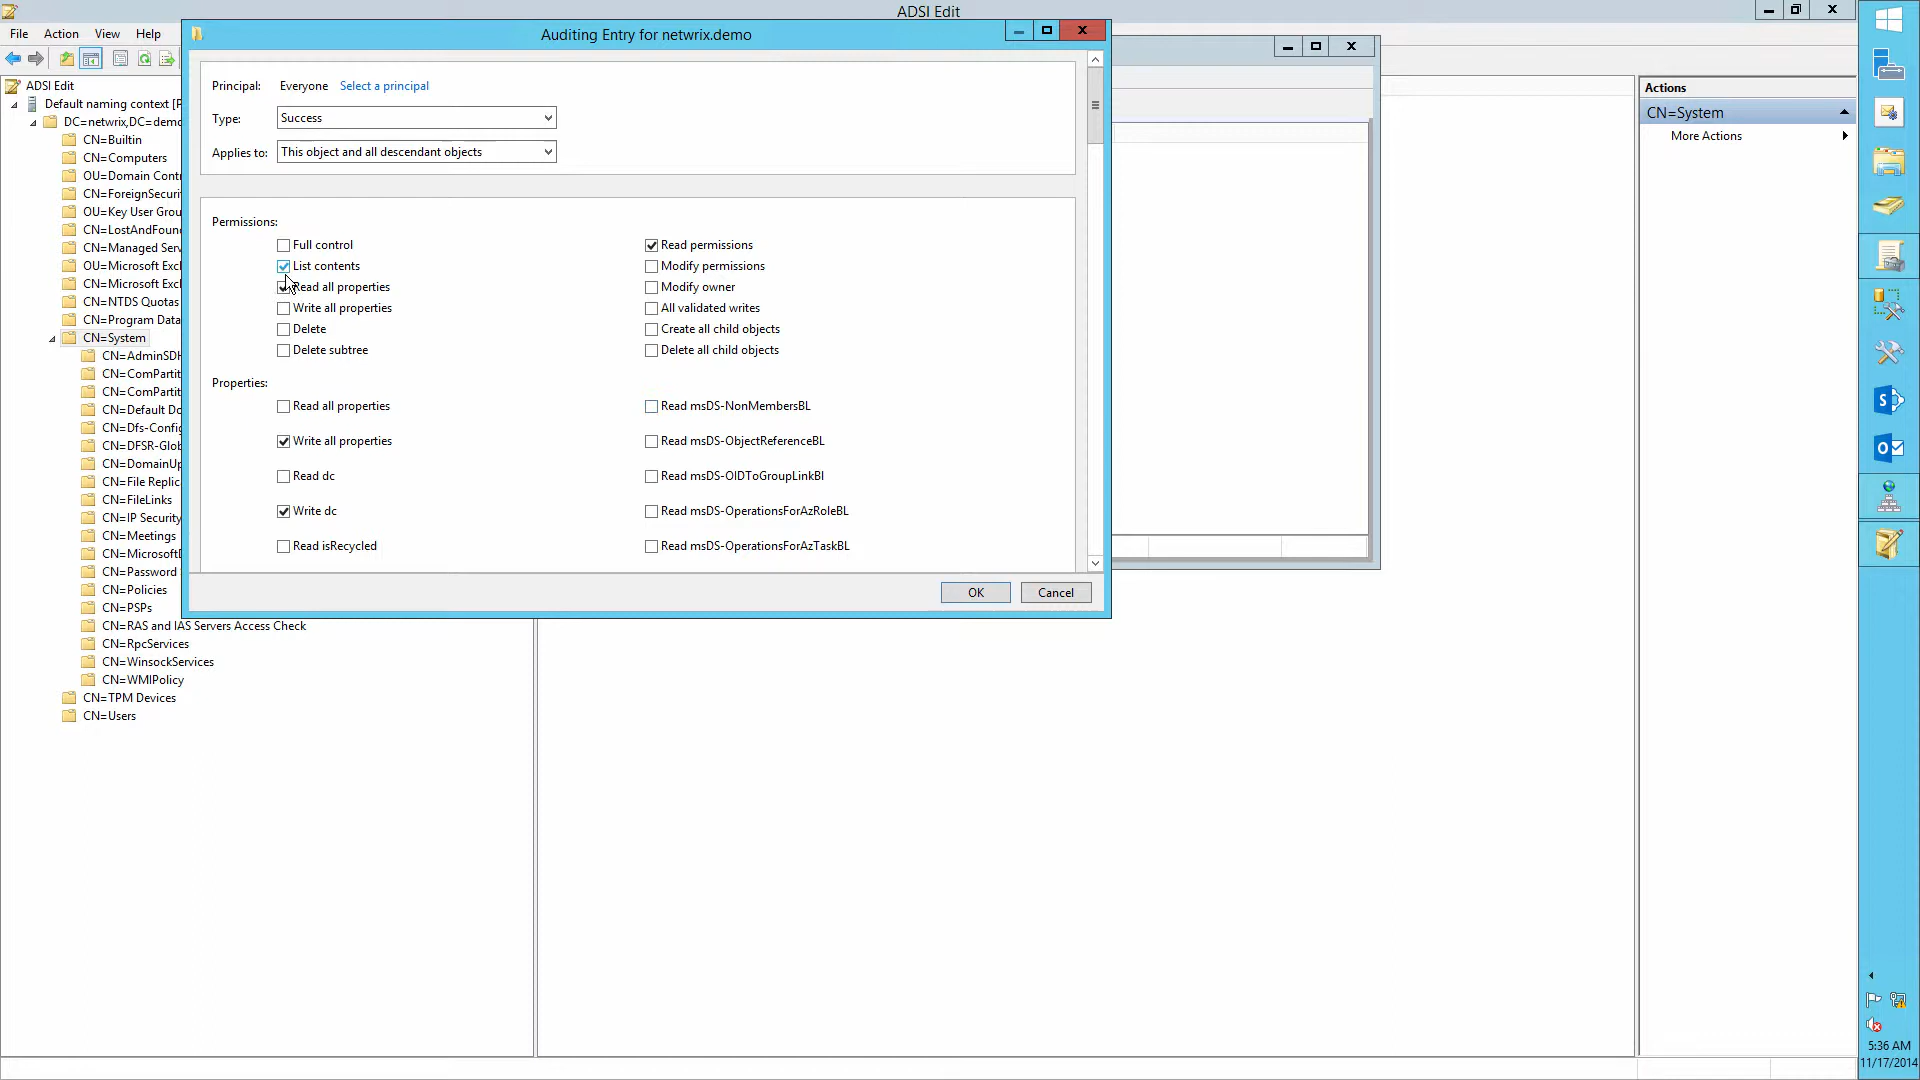 ADSI Edit
File Action View Help
Auditing Entry for netwrix.demo
ADSI Edit
Default naming context [P
DC=netwrix,DC=demo
CN=Builtin
CN=Computers
OU=Domain Contr
CN=ForeignSecuri
OU=Key User Grou
CN=LostAndFoun
CN=Managed Serv
OU=Microsoft Excl
CN=Microsoft Exc
CN=NTDS Quotas
CN=Program Data
CN=System
CN=AdminSDH
CN=ComPartit
CN=ComPartit
CN=Default Do
CN=Dfs-Config
CN=DFSR-Glob
CN=DomainUp
CN=File Replic
CN=FileLinks
CN=IP Security
CN=Meetings
CN=MicrosoftD
CN=Password
CN=Policies
CN=PSPs
CN=RAS and IAS Servers Access Check
CN=RpcServices
CN=WinsockServices
CN=WMIPolicy
CN=TPM Devices
CN=Users
Principal: Everyone Select a principal
Type: Success
Applies to: This object and all descendant objects
Permissions:
Full control
List contents
Read all properties
Write all properties
Delete
Delete subtree
Read permissions
Modify permissions
Modify owner
All validated writes
Create all child objects
Delete all child objects
Properties:
Read all properties
Write all properties
Read dc
Write dc
Read isRecycled
Read msDS-NonMembersBL
Read msDS-ObjectReferenceBL
Read msDS-OIDToGroupLinkBl
Read msDS-OperationsForAzRoleBL
Read msDS-OperationsForAzTaskBL
OK Cancel
Actions
CN=System
More Actions
5:36 AM
11/17/2014